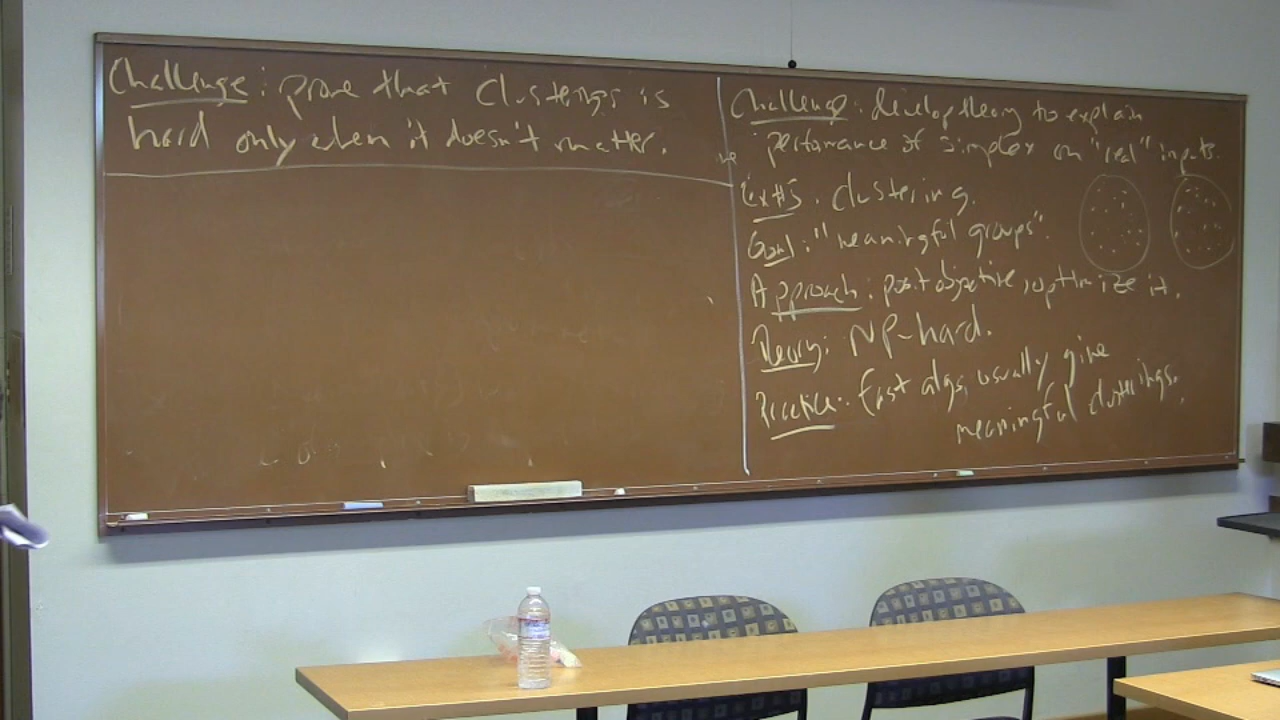 Challenge: prove that Clusterings is
hard only when it doesn't matter.
Challenge: develop theory to explain
performance of simplex on "real" inputs.
Ex#3: clustering.
Goal: "meaningful groups".
Approach: posit objective, optimize it.
Theory: NP-hard.
Practice: fast algs, usually give
meaningful clusterings.